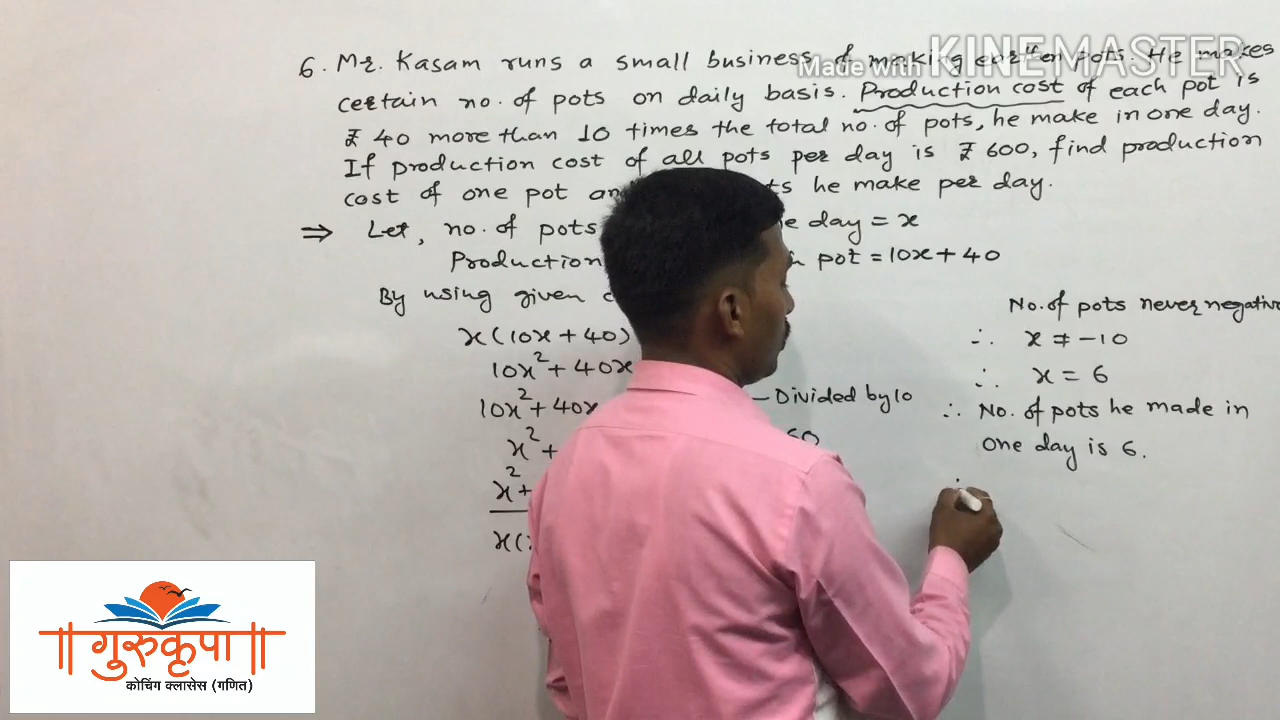 6. Mr. Kasam runs a small business of making earthen pots. He makes
Made with KINEMASTER
certain no. of pots on daily basis. Production cost of each pot is
₹ 40 more than 10 times the total no. of pots, he make in one day.
If production cost of all pots per day is ₹ 600, find production
cost of one pot he make per day.
⇒ Let, no. of pots day = x
Production pot = 10x + 40
By using given
x(10x + 40)
10x² + 40x
10x² + 40x — Divided by 10
x² + 60
x² +
x(
No. of pots never negative
∴ x ≠ -10
∴ x = 6
∴ No. of pots he made in
one day is 6.
॥ गुरुकृपा ॥
कोचिंग क्लासेस (गणित)